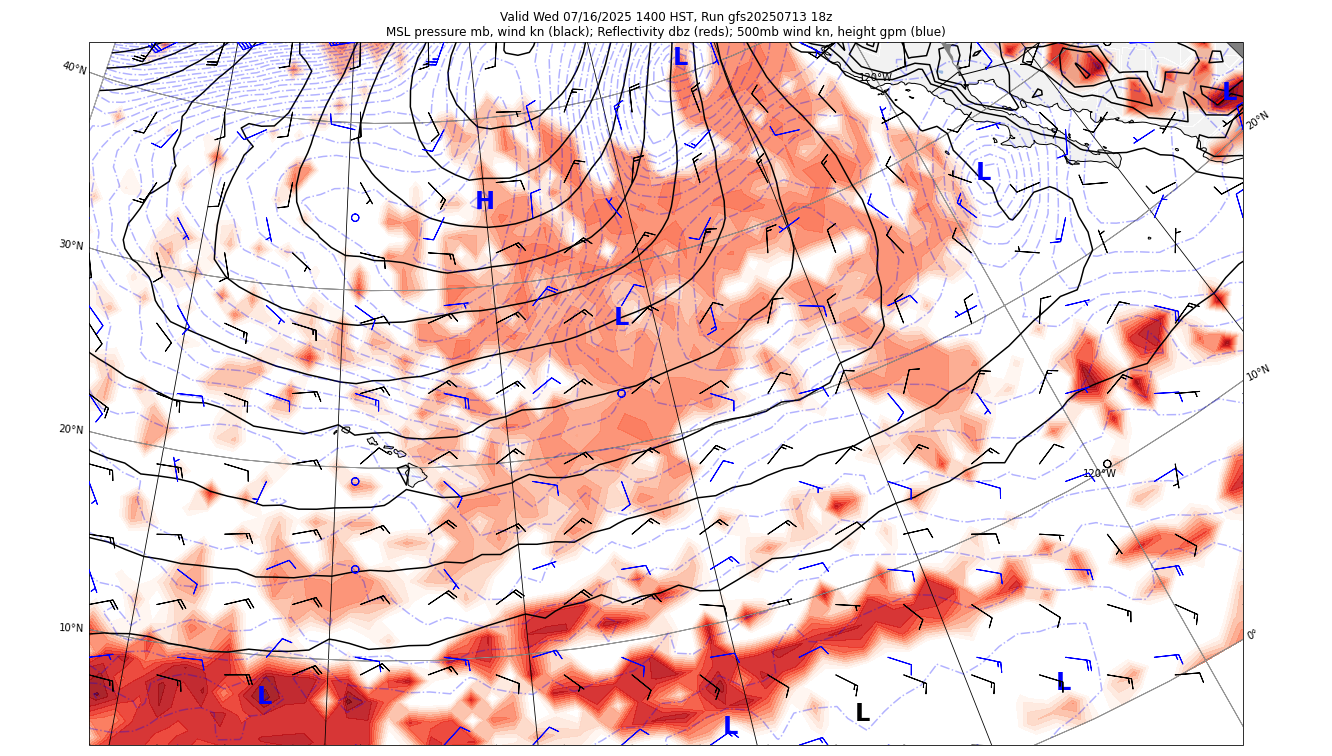 Valid Wed 07/16/2025 1400 HST, Run gfs20250713 18z
MSL pressure mb, wind kn (black); Reflectivity dbz (reds); 500mb wind kn, height gpm (blue)
L
40°N
120°W
L
20°N
L
H
30°N
L
10°N
20°N
120°W
10°N
0°
L
L
L
L